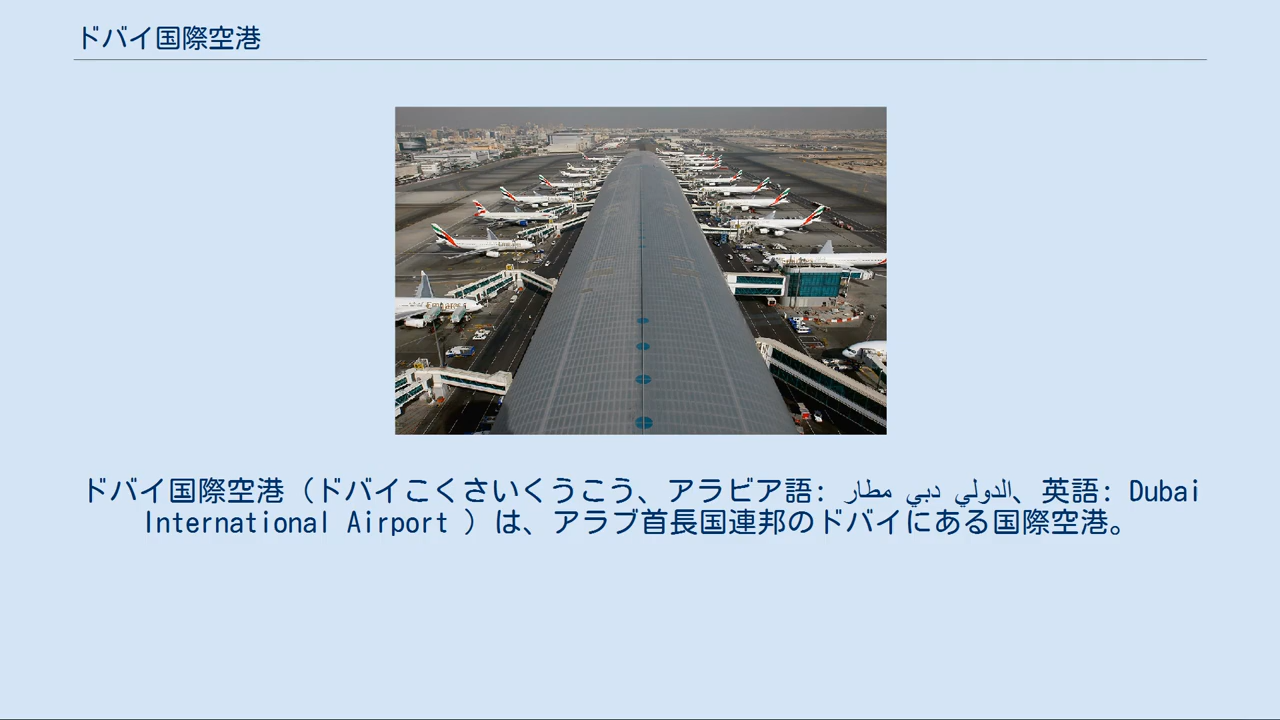 ドバイ国際空港
ドバイ国際空港（ドバイこくさいくうこう、アラビア語: مطار دبي الدولي、英語: Dubai
International Airport ）は、アラブ首長国連邦のドバイにある国際空港。